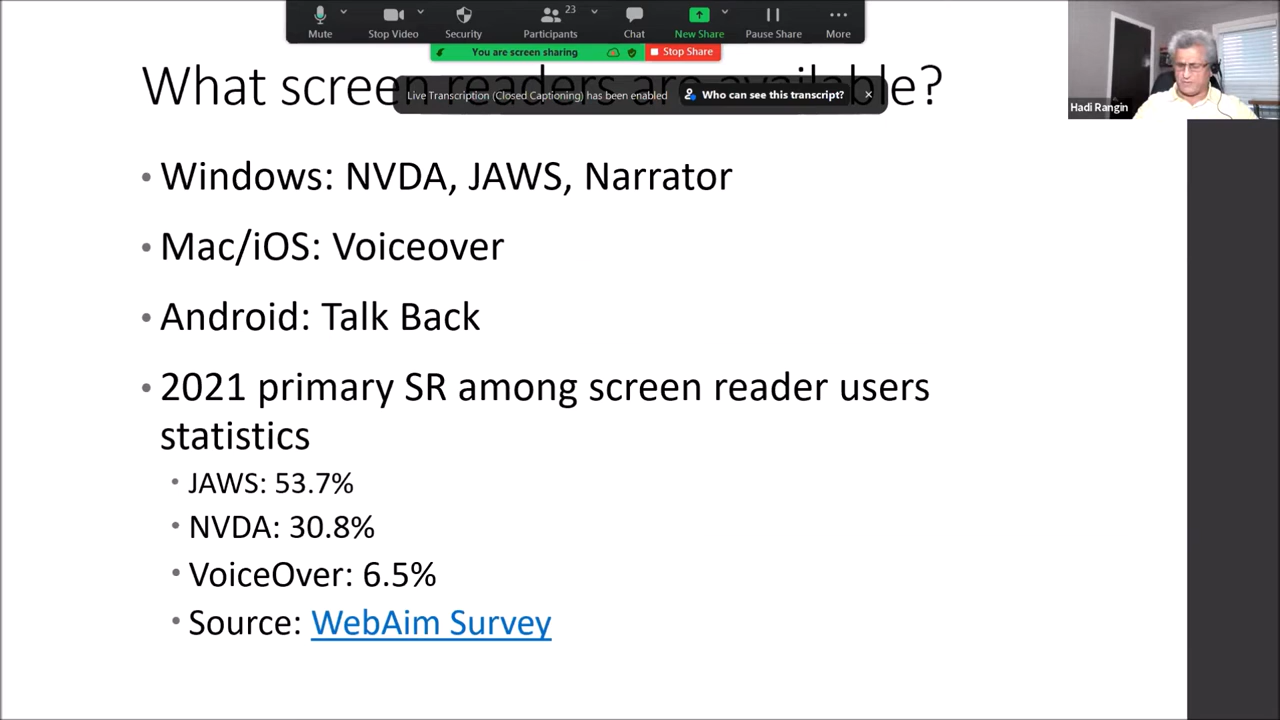 23
Mute
Stop Video
Security
Participants
Chat
New Share
Pause Share
More
You are screen sharing
Stop Share
What screen readers are available?
Live Transcription (Closed Captioning) has been enabled
Who can see this transcript?
Hadi Rangin
• Windows: NVDA, JAWS, Narrator
• Mac/iOS: Voiceover
• Android: Talk Back
• 2021 primary SR among screen reader users
statistics
• JAWS: 53.7%
• NVDA: 30.8%
• VoiceOver: 6.5%
• Source: WebAim Survey